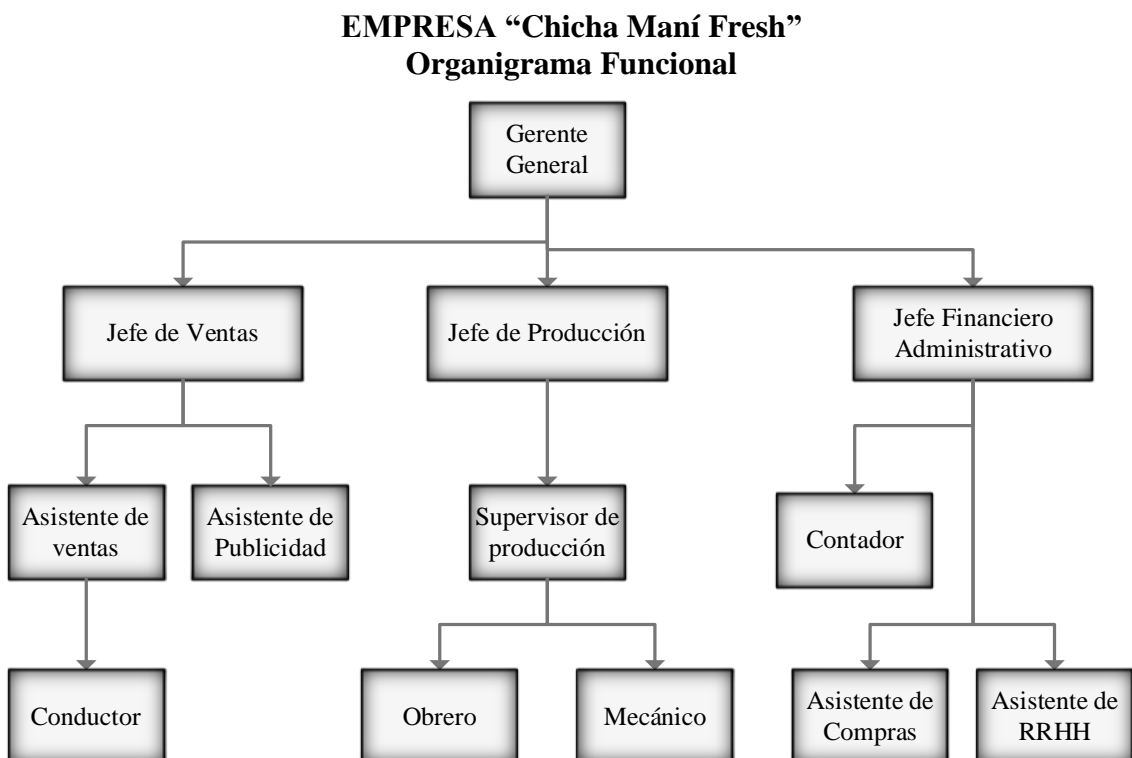 EMPRESA “Chicha Maní Fresh”
Organigrama Funcional
Gerente
General
Jefe de Ventas
Jefe de Producción
Jefe Financiero
Administrativo
Asistente de
ventas
Asistente de
Publicidad
Supervisor de
producción
Contador
Conductor
Obrero
Mecánico
Asistente de
Compras
Asistente de
RRHH